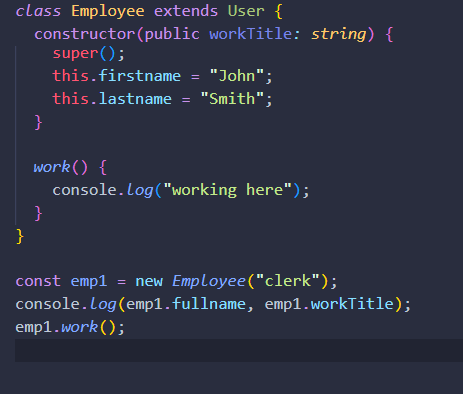 class Employee extends User {
constructor(public workTitle: string) {
super();
this.firstname = "John";
this.lastname = "Smith";
}
work() {
console.log("working here");
}
}
const emp1 = new Employee("clerk");
console.log(emp1.fullname, emp1.workTitle);
emp1.work();